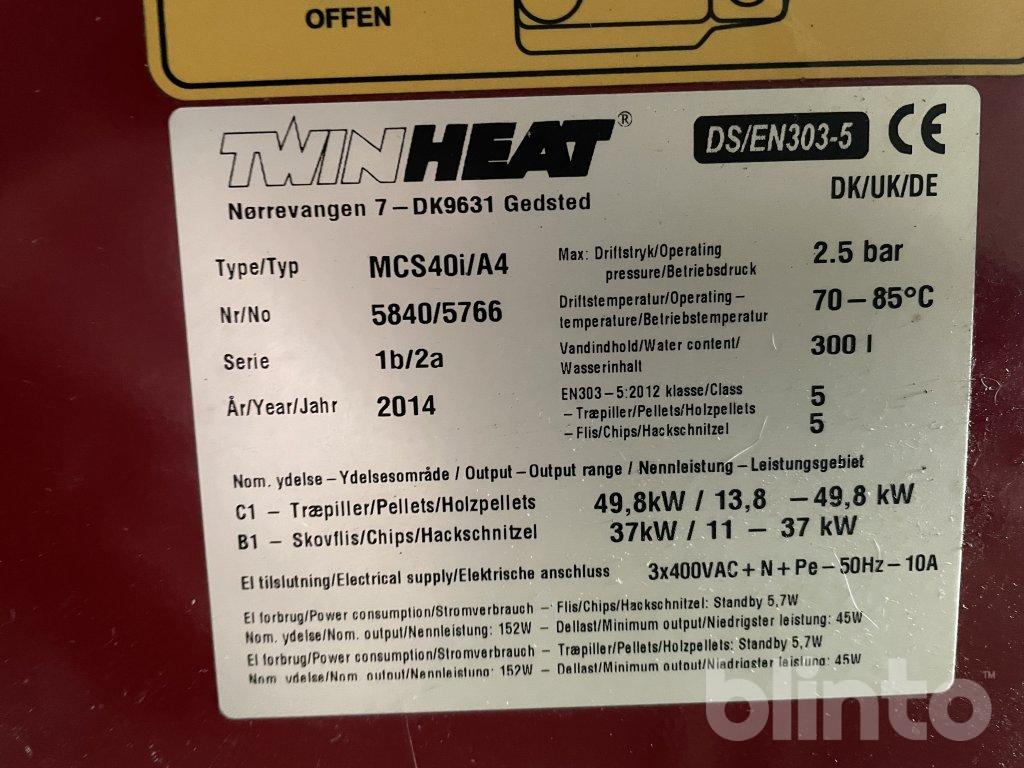 OFFEN
TWINHEAT®
DS/EN303-5 CE
DK/UK/DE
Nørrevangen 7 – DK9631 Gedsted
Type/Typ MCS40i/A4
Nr/No 5840/5766
Serie 1b/2a
År/Year/Jahr 2014
Max: Driftstryk/Operating
pressure/Betriebsdruck 2.5 bar
Driftstemperatur/Operating –
temperature/Betriebstemperatur 70 – 85°C
Vandindhold/Water content/
Wasserinhalt 300 l
EN303 – 5:2012 klasse/Class
– Træpiller/Pellets/Holzpellets 5
– Flis/Chips/Hackschnitzel 5
Nom. ydelse – Ydelsesområde / Output – Output range / Nennleistung – Leistungsgebiet
C1 – Træpiller/Pellets/Holzpellets 49,8kW / 13,8 – 49,8 kW
B1 – Skovflis/Chips/Hackschnitzel 37kW / 11 – 37 kW
El tilslutning/Electrical supply/Elektrische anschluss 3x400VAC + N + Pe – 50Hz – 10A
El forbrug/Power consumption/Stromverbrauch – Flis/Chips/Hackschnitzel: Standby 5,7W
Nom. ydelse/Nom. output/Nennleistung: 152W – Dellast/Minimum output/Niedrigster leistung: 45W
El forbrug/Power consumption/Stromverbrauch – Træpiller/Pellets/Holzpellets: Standby 5,7W
Nom. ydelse/Nom. output/Nennleistung: 152W – Dellast/Minimum output/Niedrigster leistung: 45W
blinto™